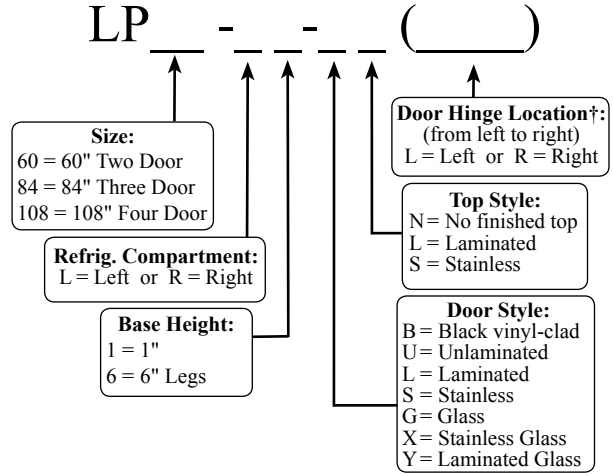 LP___ -_ _-_ _ (____)
Size:
60 = 60" Two Door
84 = 84" Three Door
108 = 108" Four Door
Refrig. Compartment:
L = Left or R = Right
Base Height:
1 = 1"
6 = 6" Legs
Door Hinge Location†:
(from left to right)
L = Left or R = Right
Top Style:
N = No finished top
L = Laminated
S = Stainless
Door Style:
B = Black vinyl-clad
U = Unlaminated
L = Laminated
S = Stainless
G = Glass
X = Stainless Glass
Y = Laminated Glass